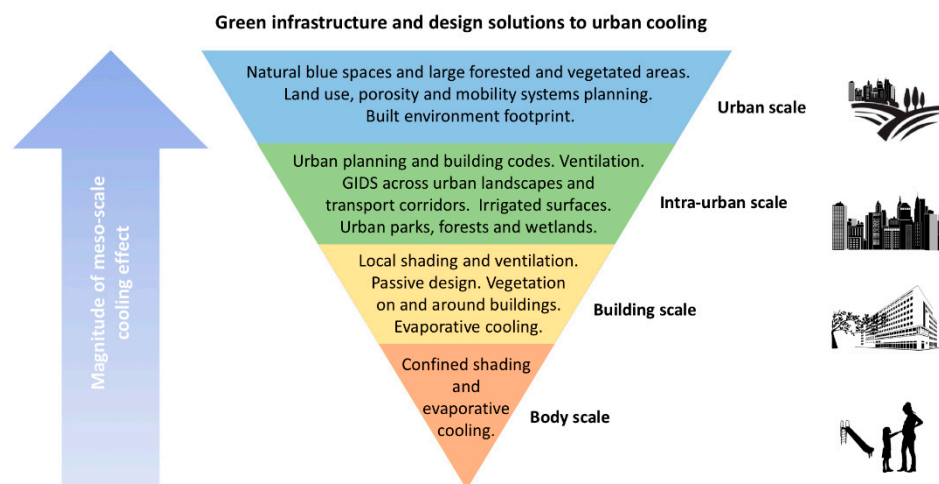 Green infrastructure and design solutions to urban cooling
Natural blue spaces and large forested and vegetated areas.
Land use, porosity and mobility systems planning.
Built environment footprint.
Urban scale
Urban planning and building codes. Ventilation.
GIDS across urban landscapes and
transport corridors. Irrigated surfaces.
Urban parks, forests and wetlands.
Intra-urban scale
Local shading and ventilation.
Passive design. Vegetation
on and around buildings.
Evaporative cooling.
Building scale
Confined shading
and
evaporative
cooling.
Body scale
Magnitude of meso-scale
cooling effect